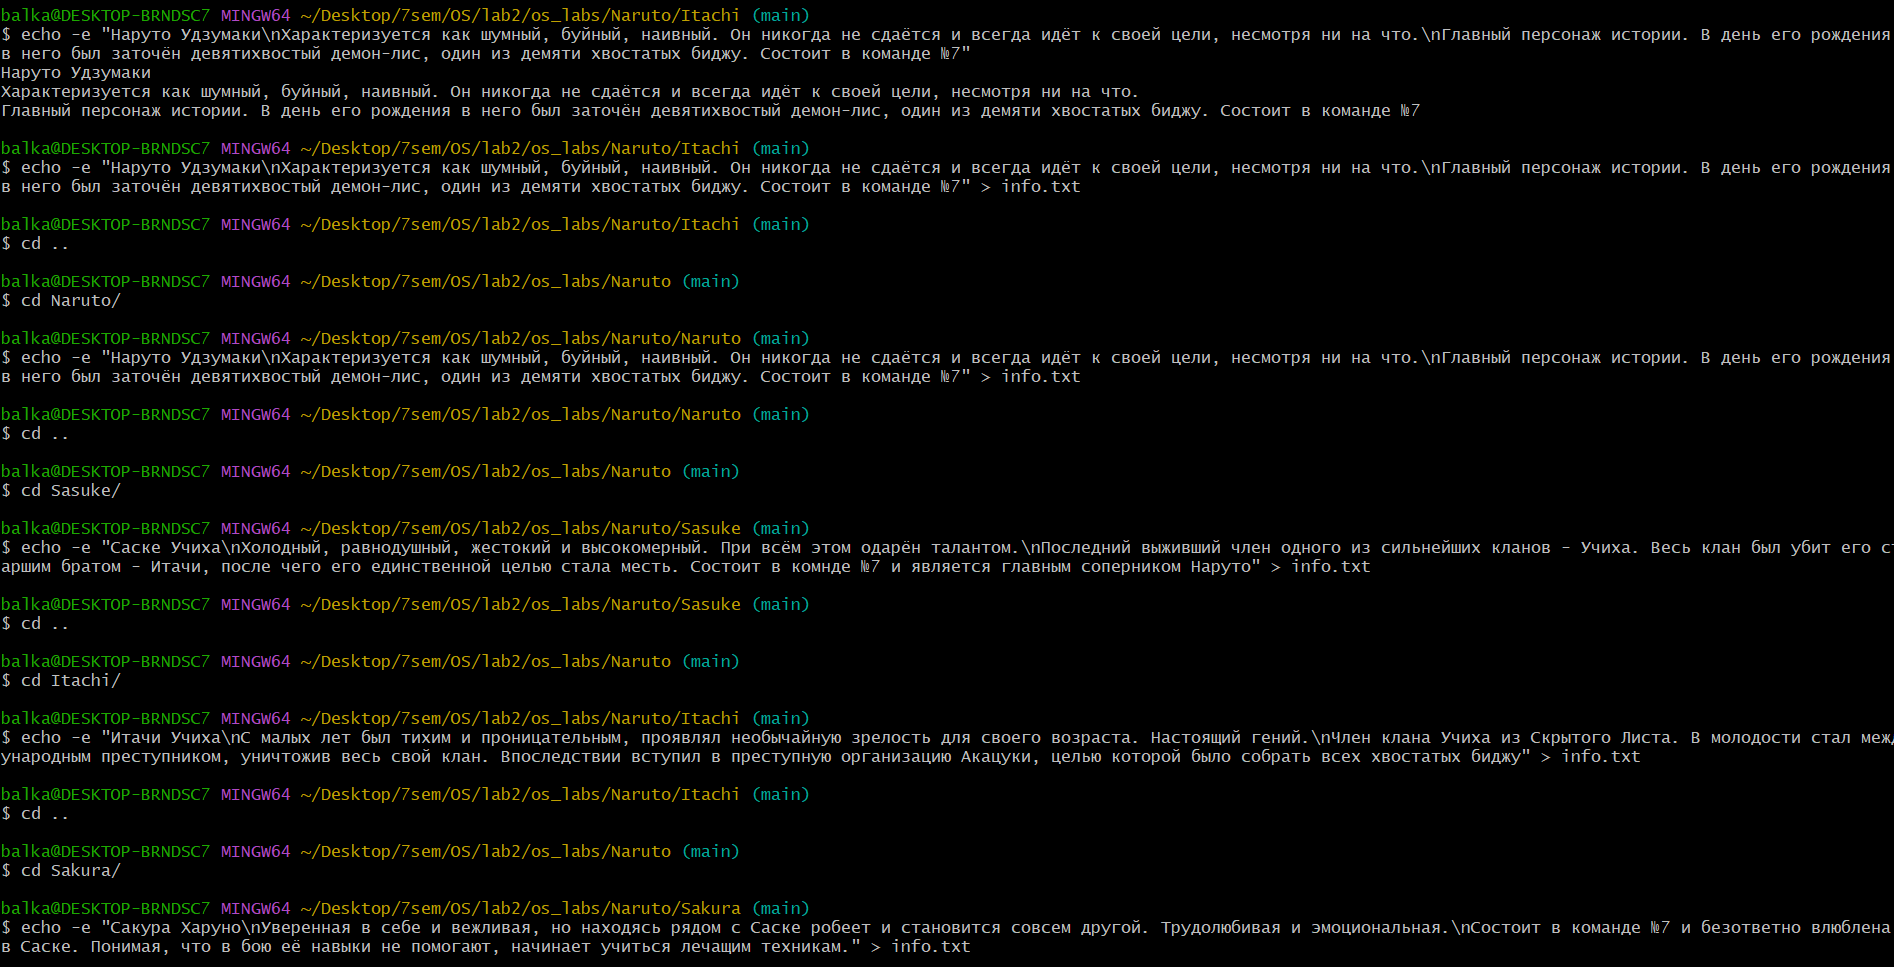 balka@DESKTOP-BRNDSC7 MINGW64 ~/Desktop/7sem/OS/lab2/os_labs/Naruto/Itachi (main)
$ echo -e "Наруто Удзумаки\nХарактеризуется как шумный, буйный, наивный. Он никогда не сдаётся и всегда идёт к своей цели, несмотря ни на что.\nГлавный персонаж истории. В день его рождения
в него был заточён девятихвостый демон-лис, один из демяти хвостатых биджу. Состоит в команде №7"
Наруто Удзумаки
Характеризуется как шумный, буйный, наивный. Он никогда не сдаётся и всегда идёт к своей цели, несмотря ни на что.
Главный персонаж истории. В день его рождения в него был заточён девятихвостый демон-лис, один из демяти хвостатых биджу. Состоит в команде №7
balka@DESKTOP-BRNDSC7 MINGW64 ~/Desktop/7sem/OS/lab2/os_labs/Naruto/Itachi (main)
$ echo -e "Наруто Удзумаки\nХарактеризуется как шумный, буйный, наивный. Он никогда не сдаётся и всегда идёт к своей цели, несмотря ни на что.\nГлавный персонаж истории. В день его рождения
в него был заточён девятихвостый демон-лис, один из демяти хвостатых биджу. Состоит в команде №7" > info.txt
balka@DESKTOP-BRNDSC7 MINGW64 ~/Desktop/7sem/OS/lab2/os_labs/Naruto/Itachi (main)
$ cd ..
balka@DESKTOP-BRNDSC7 MINGW64 ~/Desktop/7sem/OS/lab2/os_labs/Naruto (main)
$ cd Naruto/
balka@DESKTOP-BRNDSC7 MINGW64 ~/Desktop/7sem/OS/lab2/os_labs/Naruto/Naruto (main)
$ echo -e "Наруто Удзумаки\nХарактеризуется как шумный, буйный, наивный. Он никогда не сдаётся и всегда идёт к своей цели, несмотря ни на что.\nГлавный персонаж истории. В день его рождения
в него был заточён девятихвостый демон-лис, один из демяти хвостатых биджу. Состоит в команде №7" > info.txt
balka@DESKTOP-BRNDSC7 MINGW64 ~/Desktop/7sem/OS/lab2/os_labs/Naruto/Naruto (main)
$ cd ..
balka@DESKTOP-BRNDSC7 MINGW64 ~/Desktop/7sem/OS/lab2/os_labs/Naruto (main)
$ cd Sasuke/
balka@DESKTOP-BRNDSC7 MINGW64 ~/Desktop/7sem/OS/lab2/os_labs/Naruto/Sasuke (main)
$ echo -e "Саске Учиха\nХолодный, равнодушный, жестокий и высокомерный. При всём этом одарён талантом.\nПоследний выживший член одного из сильнейших кланов - Учиха. Весь клан был убит его ст
аршим братом - Итачи, после чего его единственной целью стала месть. Состоит в комнде №7 и является главным соперником Наруто" > info.txt
balka@DESKTOP-BRNDSC7 MINGW64 ~/Desktop/7sem/OS/lab2/os_labs/Naruto/Sasuke (main)
$ cd ..
balka@DESKTOP-BRNDSC7 MINGW64 ~/Desktop/7sem/OS/lab2/os_labs/Naruto (main)
$ cd Itachi/
balka@DESKTOP-BRNDSC7 MINGW64 ~/Desktop/7sem/OS/lab2/os_labs/Naruto/Itachi (main)
$ echo -e "Итачи Учиха\nС малых лет был тихим и проницательным, проявлял необычайную зрелость для своего возраста. Настоящий гений.\nЧлен клана Учиха из Скрытого Листа. В молодости стал межд
ународным преступником, уничтожив весь свой клан. Впоследствии вступил в преступную организацию Акацуки, целью которой было собрать всех хвостатых биджу" > info.txt
balka@DESKTOP-BRNDSC7 MINGW64 ~/Desktop/7sem/OS/lab2/os_labs/Naruto/Itachi (main)
$ cd ..
balka@DESKTOP-BRNDSC7 MINGW64 ~/Desktop/7sem/OS/lab2/os_labs/Naruto (main)
$ cd Sakura/
balka@DESKTOP-BRNDSC7 MINGW64 ~/Desktop/7sem/OS/lab2/os_labs/Naruto/Sakura (main)
$ echo -e "Сакура Харуно\nУверенная в себе и вежливая, но находясь рядом с Саске робеет и становится совсем другой. Трудолюбивая и эмоциональная.\nСостоит в команде №7 и безответно влюблена
в Саске. Понимая, что в бою её навыки не помогают, начинает учиться лечащим техникам." > info.txt